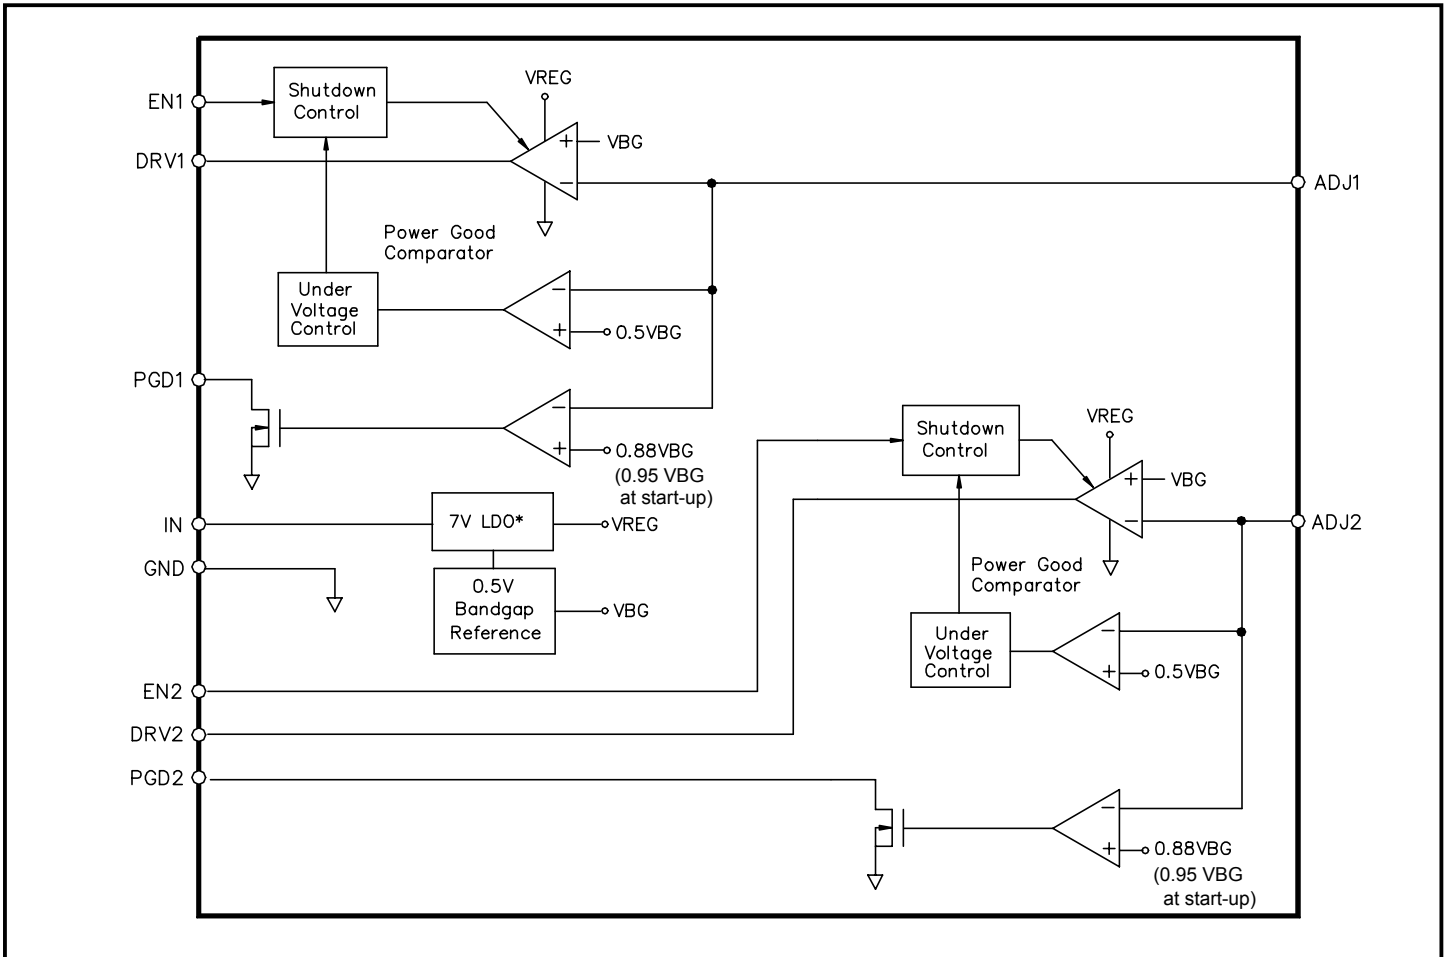 VREG
EN1
Shutdown
Control
+
VBG
DRV1
−
ADJ1
Power Good
Comparator
Under
Voltage
Control
−
+
0.5VBG
PGD1
−
+
0.88VBG
(0.95 VBG
at start-up)
Shutdown
Control
VREG
+
VBG
−
ADJ2
IN
7V LDO*
VREG
GND
0.5V
Bandgap
Reference
VBG
Power Good
Comparator
Under
Voltage
Control
−
+
0.5VBG
EN2
DRV2
PGD2
−
+
0.88VBG
(0.95 VBG
at start-up)